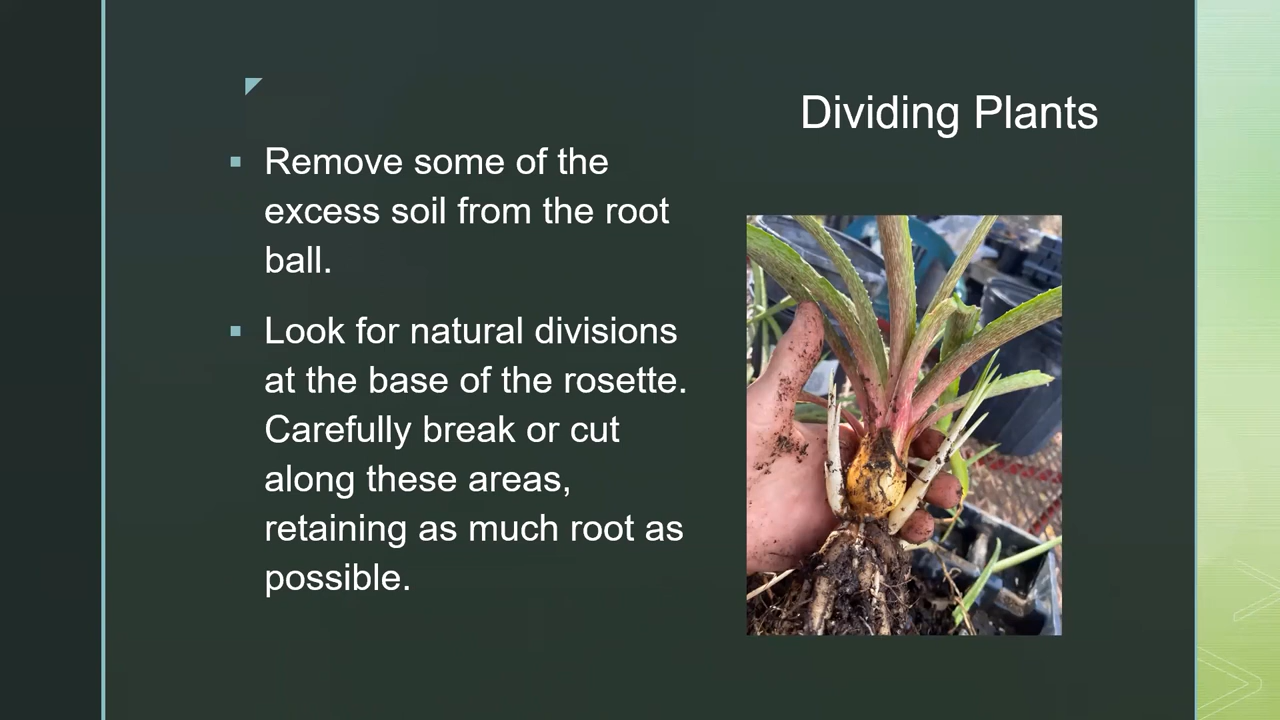 Dividing Plants
Remove some of the
excess soil from the root
ball.
Look for natural divisions
at the base of the rosette.
Carefully break or cut
along these areas,
retaining as much root as
possible.